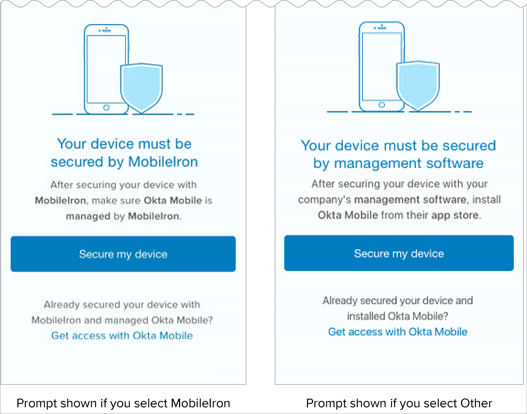 Your device must be
secured by MobileIron
After securing your device with
MobileIron, make sure Okta Mobile is
managed by MobileIron.
Secure my device
Already secured your device with
MobileIron and managed Okta Mobile?
Get access with Okta Mobile
Prompt shown if you select MobileIron
Your device must be secured
by management software
After securing your device with your
company's management software, install
Okta Mobile from their app store.
Secure my device
Already secured your device and
installed Okta Mobile?
Get access with Okta Mobile
Prompt shown if you select Other